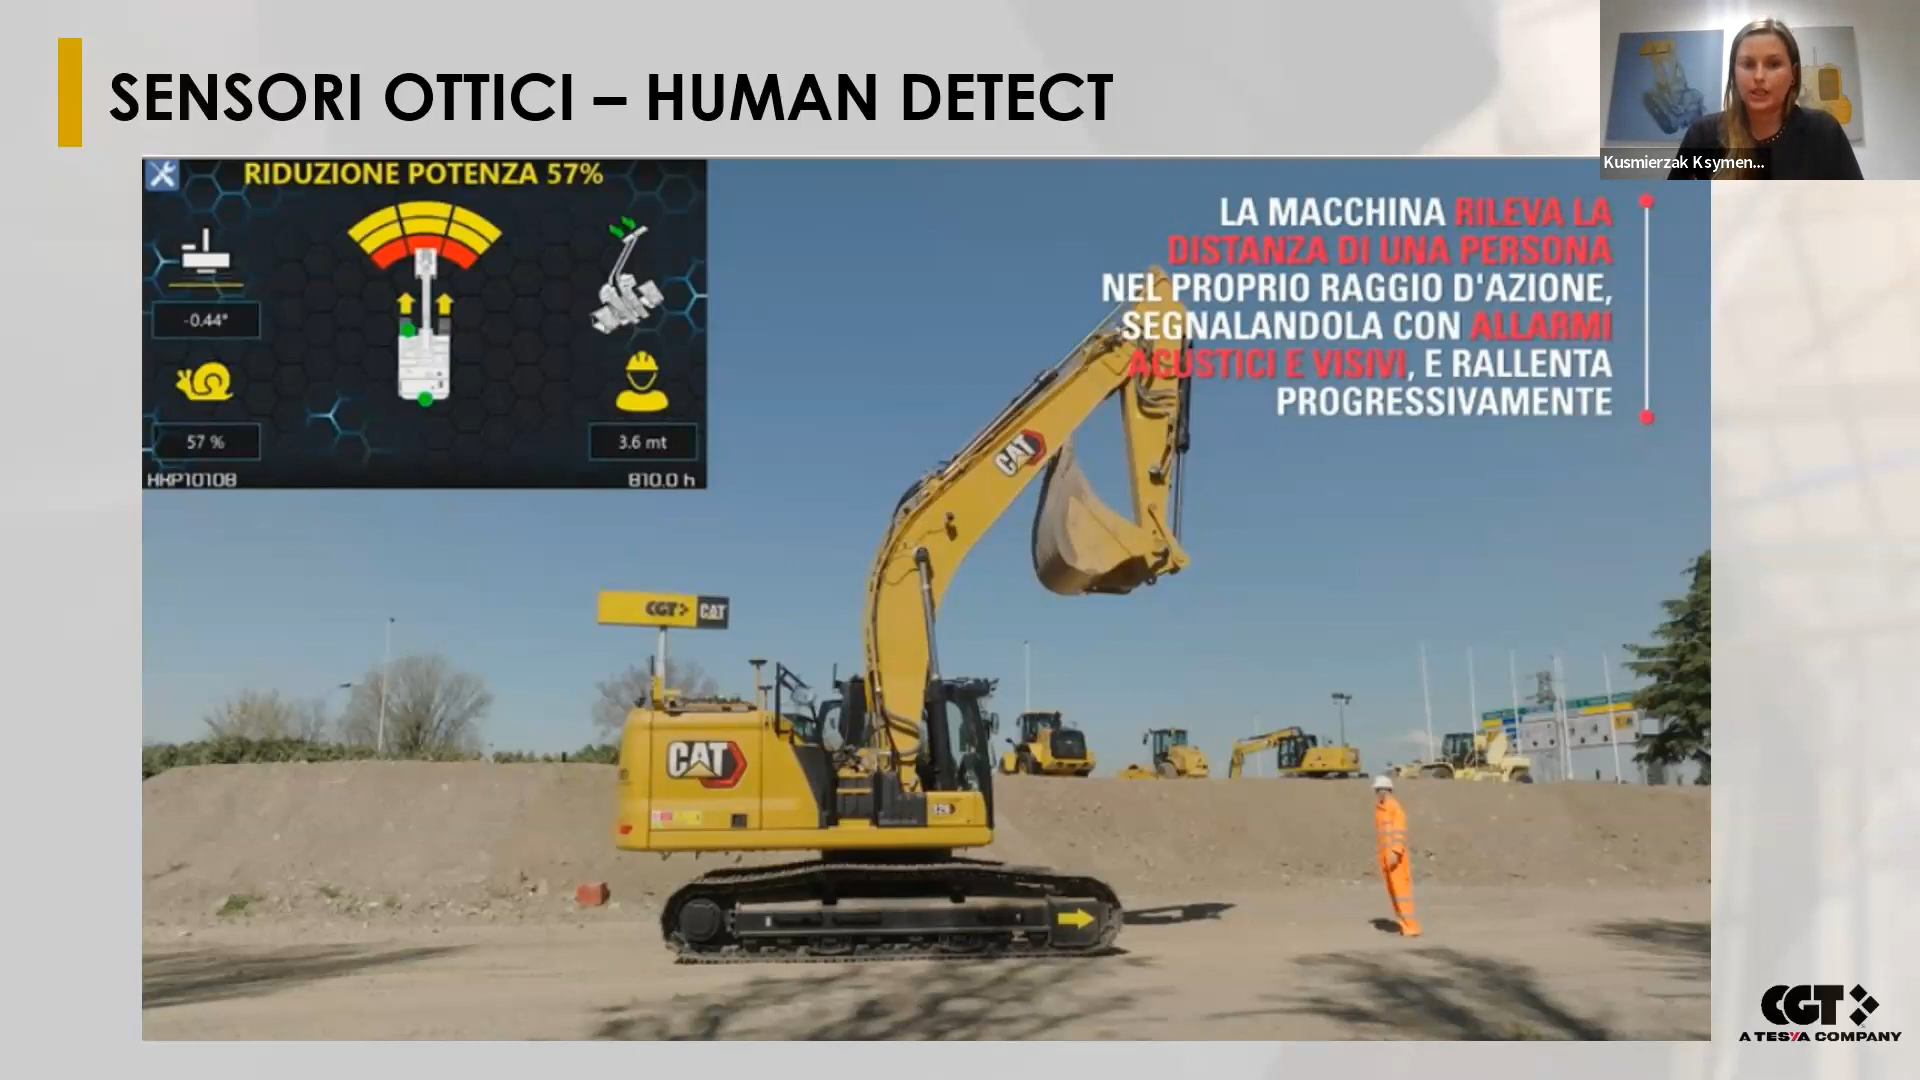 SENSORI OTTICI – HUMAN DETECT
Kusmierzak Ksymen...
RIDUZIONE POTENZA 57%
-0.44°
57 %
3.6 mt
HKP10108
810.0 h
LA MACCHINA RILEVA LA
DISTANZA DI UNA PERSONA
NEL PROPRIO RAGGIO D'AZIONE,
SEGNALANDOLA CON ALLARMI
ACUSTICI E VISIVI, E RALLENTA
PROGRESSIVAMENTE
CAT
CGT CAT
CAT
CGT
A TESYA COMPANY